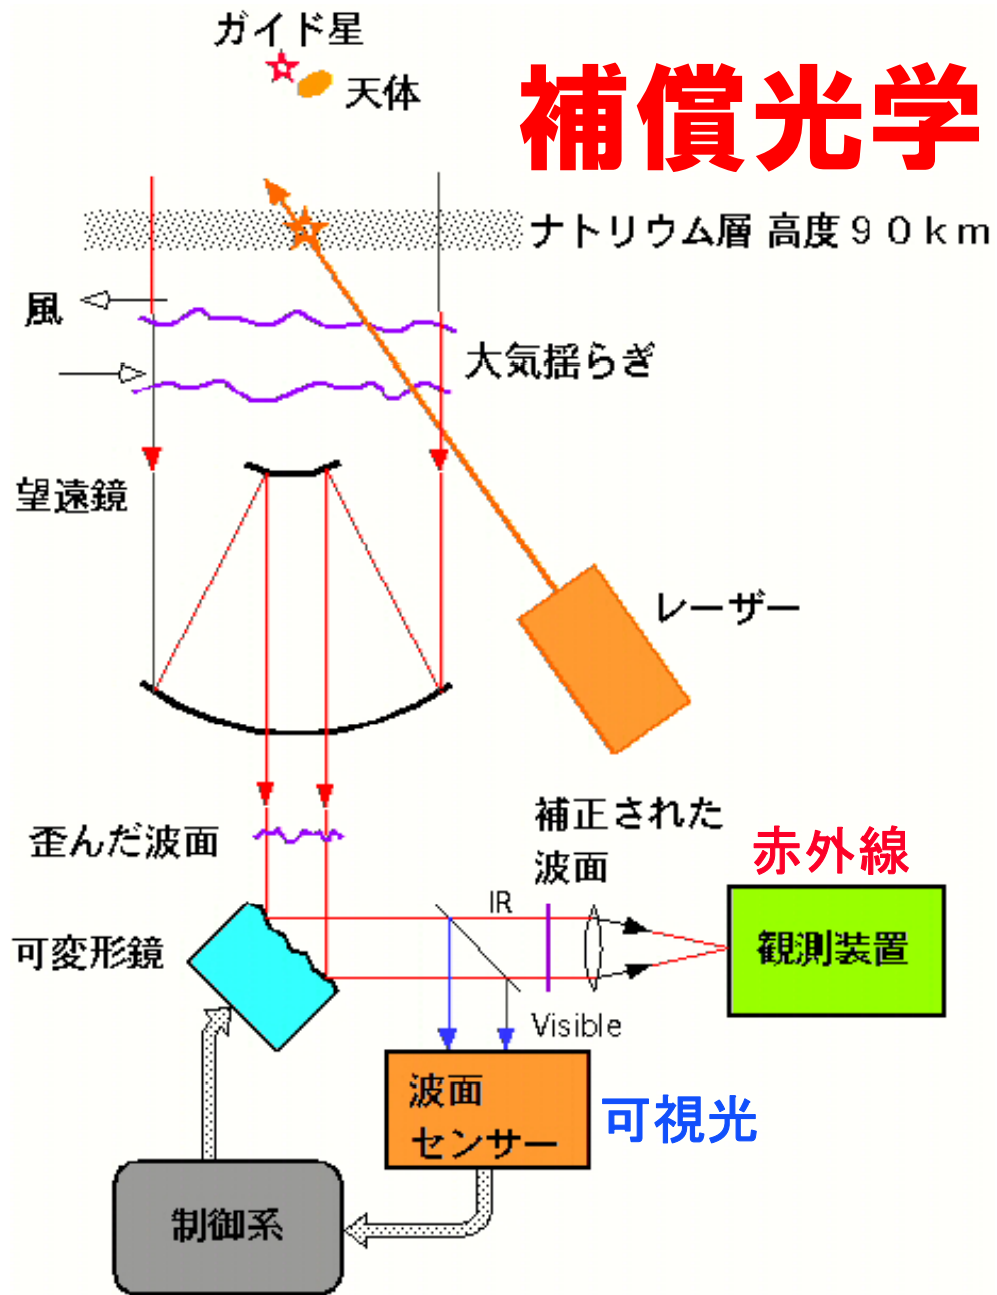 ガイド星
天体
補償光学
ナトリウム層 高度９０ｋｍ
風
大気揺らぎ
望遠鏡
レーザー
補正された
波面
歪んだ波面
赤外線
IR
可変形鏡
観測装置
Visible
波面
センサー
可視光
制御系